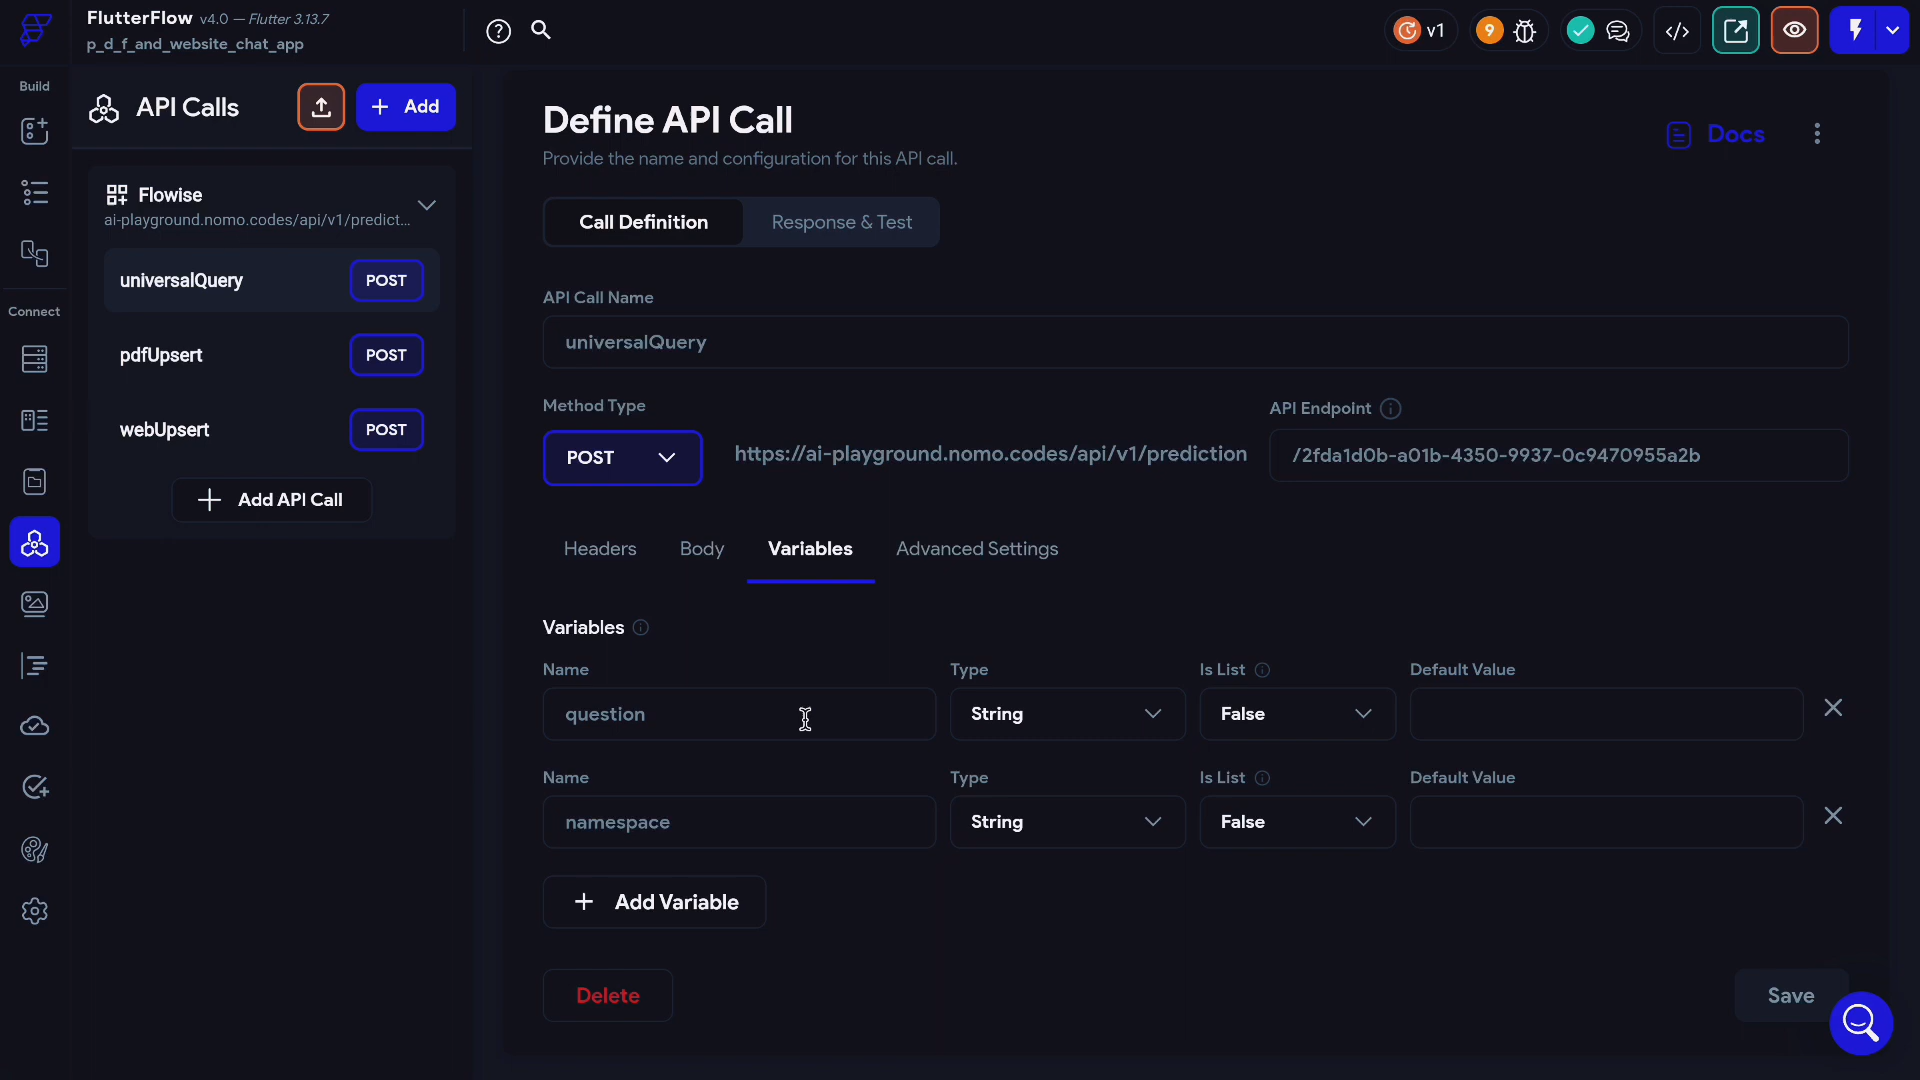 FlutterFlow v4.0 — Flutter 3.13.7
p_d_f_and_website_chat_app
v1
9
Build
API Calls
Add
Flowise
ai-playground.nomo.codes/api/v1/predict...
universalQuery POST
pdfUpsert POST
webUpsert POST
Add API Call
Connect
Define API Call
Provide the name and configuration for this API call.
Docs
Call Definition
Response & Test
API Call Name
universalQuery
Method Type
POST
https://ai-playground.nomo.codes/api/v1/prediction
API Endpoint
/2fda1d0b-a01b-4350-9937-0c9470955a2b
Headers Body Variables Advanced Settings
Variables
Name Type Is List Default Value
question String False
Name Type Is List Default Value
namespace String False
Add Variable
Delete
Save